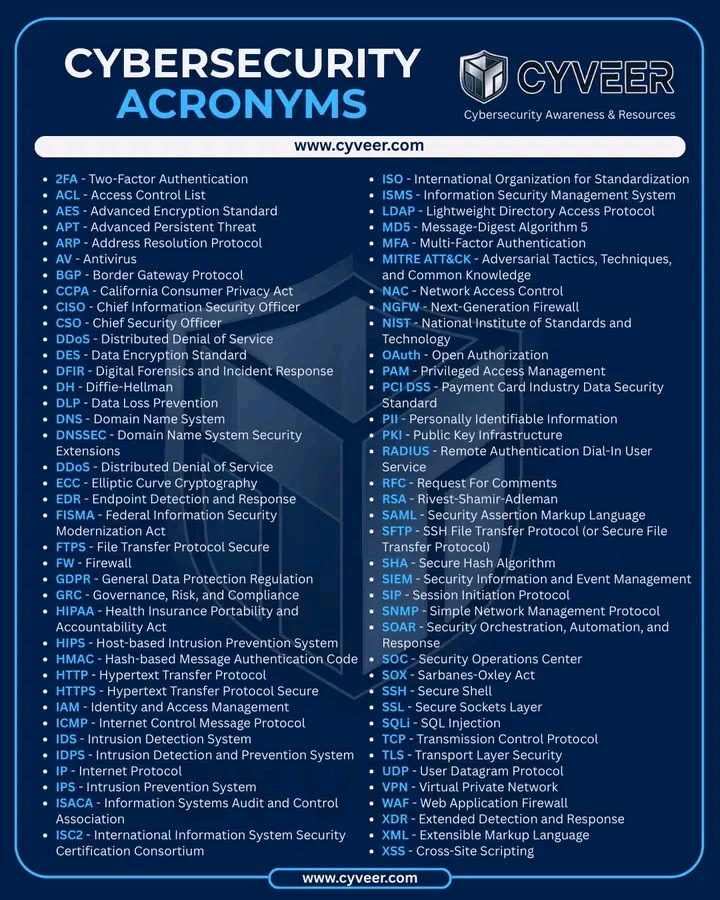 CYBERSECURITY
ACRONYMS
CYVEER
Cybersecurity Awareness & Resources
www.cyveer.com
• 2FA - Two-Factor Authentication
• ACL - Access Control List
• AES - Advanced Encryption Standard
• APT - Advanced Persistent Threat
• ARP - Address Resolution Protocol
• AV - Antivirus
• BGP - Border Gateway Protocol
• CCPA - California Consumer Privacy Act
• CISO - Chief Information Security Officer
• CSO - Chief Security Officer
• DDoS - Distributed Denial of Service
• DES - Data Encryption Standard
• DFIR - Digital Forensics and Incident Response
• DH - Diffie-Hellman
• DLP - Data Loss Prevention
• DNS - Domain Name System
• DNSSEC - Domain Name System Security
Extensions
• DDoS - Distributed Denial of Service
• ECC - Elliptic Curve Cryptography
• EDR - Endpoint Detection and Response
• FISMA - Federal Information Security
Modernization Act
• FTPS - File Transfer Protocol Secure
• FW - Firewall
• GDPR - General Data Protection Regulation
• GRC - Governance, Risk, and Compliance
• HIPAA - Health Insurance Portability and
Accountability Act
• HIPS - Host-based Intrusion Prevention System
• HMAC - Hash-based Message Authentication Code
• HTTP - Hypertext Transfer Protocol
• HTTPS - Hypertext Transfer Protocol Secure
• IAM - Identity and Access Management
• ICMP - Internet Control Message Protocol
• IDS - Intrusion Detection System
• IDPS - Intrusion Detection and Prevention System
• IP - Internet Protocol
• IPS - Intrusion Prevention System
• ISACA - Information Systems Audit and Control
Association
• ISC2 - International Information System Security
Certification Consortium
• ISO - International Organization for Standardization
• ISMS - Information Security Management System
• LDAP - Lightweight Directory Access Protocol
• MD5 - Message-Digest Algorithm 5
• MFA - Multi-Factor Authentication
• MITRE ATT&CK - Adversarial Tactics, Techniques,
and Common Knowledge
• NAC - Network Access Control
• NGFW - Next-Generation Firewall
• NIST - National Institute of Standards and
Technology
• OAuth - Open Authorization
• PAM - Privileged Access Management
• PCI DSS - Payment Card Industry Data Security
Standard
• PII - Personally Identifiable Information
• PKI - Public Key Infrastructure
• RADIUS - Remote Authentication Dial-In User
Service
• RFC - Request For Comments
• RSA - Rivest-Shamir-Adleman
• SAML - Security Assertion Markup Language
• SFTP - SSH File Transfer Protocol (or Secure File
Transfer Protocol)
• SHA - Secure Hash Algorithm
• SIEM - Security Information and Event Management
• SIP - Session Initiation Protocol
• SNMP - Simple Network Management Protocol
• SOAR - Security Orchestration, Automation, and
Response
• SOC - Security Operations Center
• SOX - Sarbanes-Oxley Act
• SSH - Secure Shell
• SSL - Secure Sockets Layer
• SQLi - SQL Injection
• TCP - Transmission Control Protocol
• TLS - Transport Layer Security
• UDP - User Datagram Protocol
• VPN - Virtual Private Network
• WAF - Web Application Firewall
• XDR - Extended Detection and Response
• XML - Extensible Markup Language
• XSS - Cross-Site Scripting
www.cyveer.com